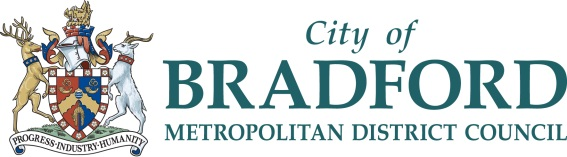 City of
BRADFORD
METROPOLITAN DISTRICT COUNCIL
PROGRESS·INDUSTRY·HUMANITY